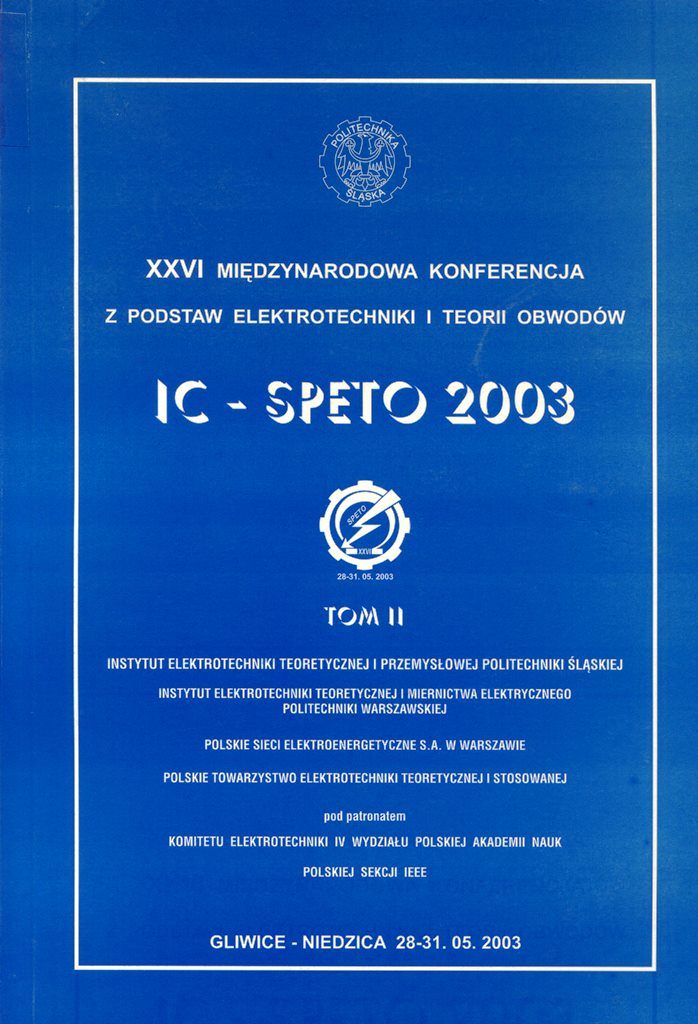 POLITECHNIKA
ŚLĄSKA
XXVI MIĘDZYNARODOWA KONFERENCJA
Z PODSTAW ELEKTROTECHNIKI I TEORII OBWODÓW
IC - SPETO 2003
SPETO
XXVI
28-31. 05. 2003
TOM II
INSTYTUT ELEKTROTECHNIKI TEORETYCZNEJ I PRZEMYSŁOWEJ POLITECHNIKI ŚLĄSKIEJ
INSTYTUT ELEKTROTECHNIKI TEORETYCZNEJ I MIERNICTWA ELEKTRYCZNEGO
POLITECHNIKI WARSZAWSKIEJ
POLSKIE SIECI ELEKTROENERGETYCZNE S.A. W WARSZAWIE
POLSKIE TOWARZYSTWO ELEKTROTECHNIKI TEORETYCZNEJ I STOSOWANEJ
pod patronatem
KOMITETU ELEKTROTECHNIKI IV WYDZIAŁU POLSKIEJ AKADEMII NAUK
POLSKIEJ SEKCJI IEEE
GLIWICE - NIEDZICA 28-31. 05. 2003